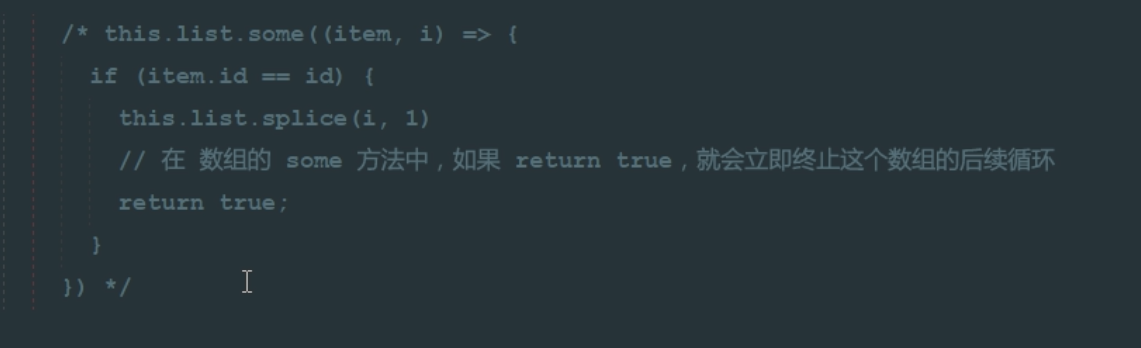 /* this.list.some((item, i) => {
if (item.id == id) {
this.list.splice(i, 1)
// 在 数组的 some 方法中，如果 return true，就会立即终止这个数组的后续循环
return true;
}
}) */